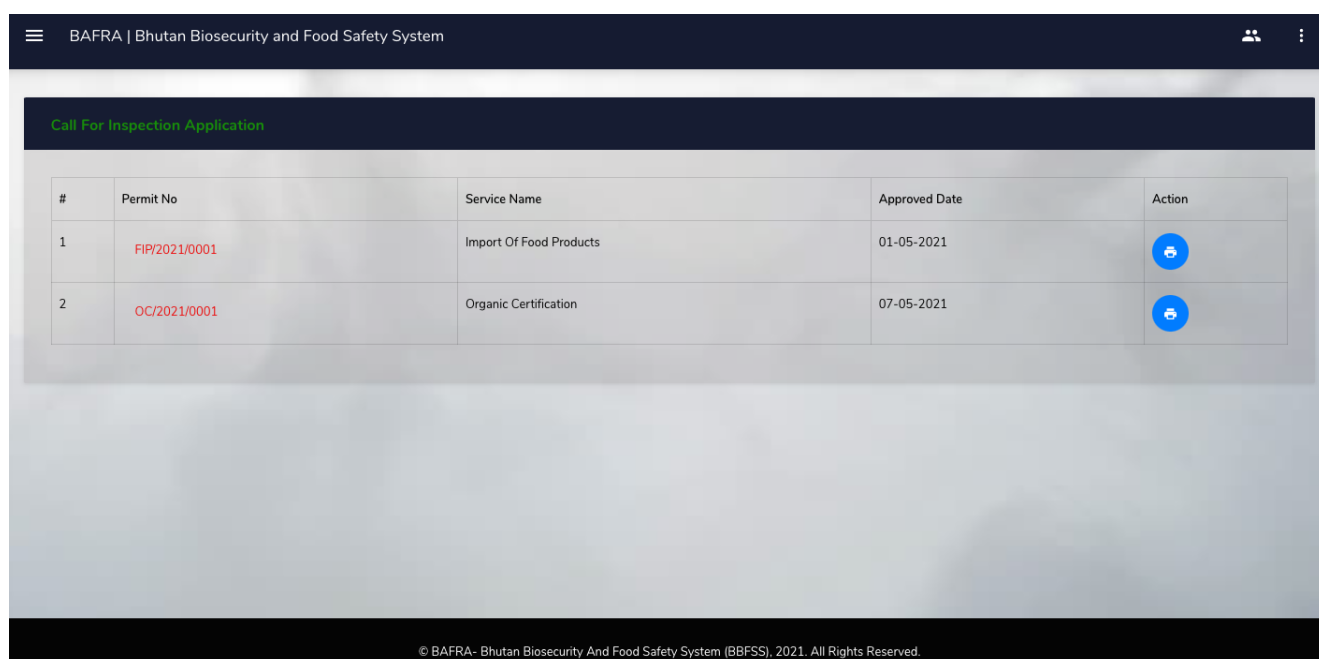 BAFRA | Bhutan Biosecurity and Food Safety System
Call For Inspection Application
# Permit No Service Name Approved Date Action
1 FIP/2021/0001 Import Of Food Products 01-05-2021
2 OC/2021/0001 Organic Certification 07-05-2021
© BAFRA- Bhutan Biosecurity And Food Safety System (BBFSS), 2021. All Rights Reserved.